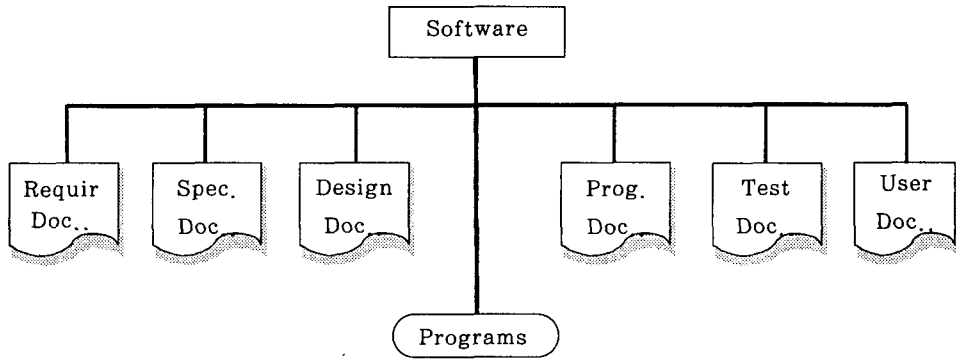 Software
Requir
Doc..
Spec.
Doc.
Design
Doc.
Prog.
Doc.
Test
Doc.
User
Doc..
Programs